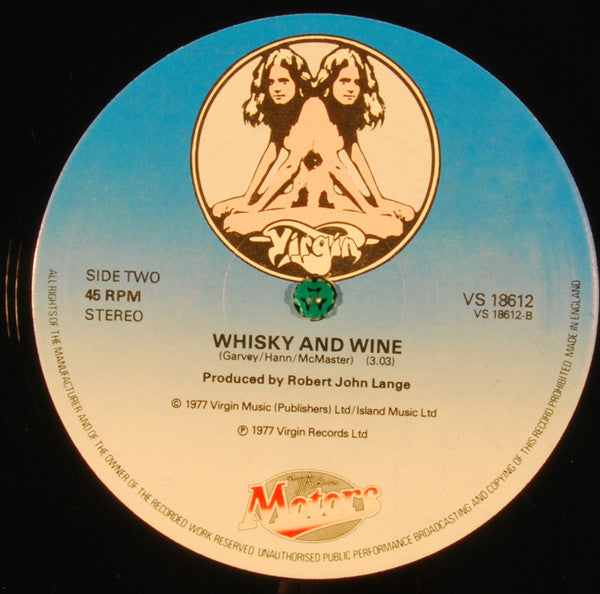 Virgin
SIDE TWO
45 RPM
STEREO
VS 18612
VS 18612-B
WHISKY AND WINE
(Garvey/Hann/McMaster) (3.03)
Produced by Robert John Lange
© 1977 Virgin Music (Publishers) Ltd/Island Music Ltd
℗ 1977 Virgin Records Ltd
The
Motors
ALL RIGHTS OF THE MANUFACTURER AND OF THE OWNER OF THE RECORDED WORK RESERVED UNAUTHORISED PUBLIC PERFORMANCE BROADCASTING AND COPYING OF THIS RECORD PROHIBITED MADE IN ENGLAND